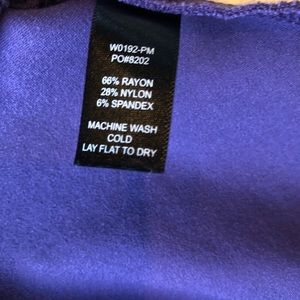 W0192-PM
PO#8202
66% RAYON
28% NYLON
6% SPANDEX
MACHINE WASH
COLD
LAY FLAT TO DRY